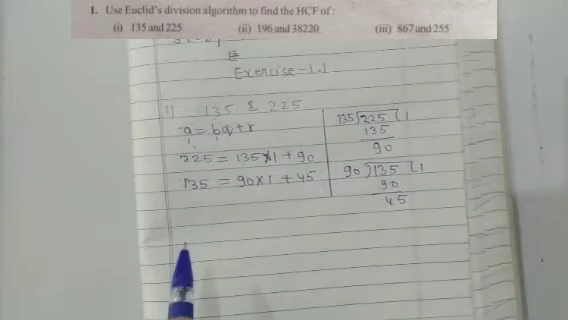 1. Use Euclid's division algorithm to find the HCF of :
(i) 135 and 225 (ii) 196 and 38220 (iii) 867 and 255
E
Exercise-1.1
1) 135 & 225
a = bq+r
225 = 135×1 + 90
135 = 90×1 + 45
135)225(1
135
90
90)135(1
90
45